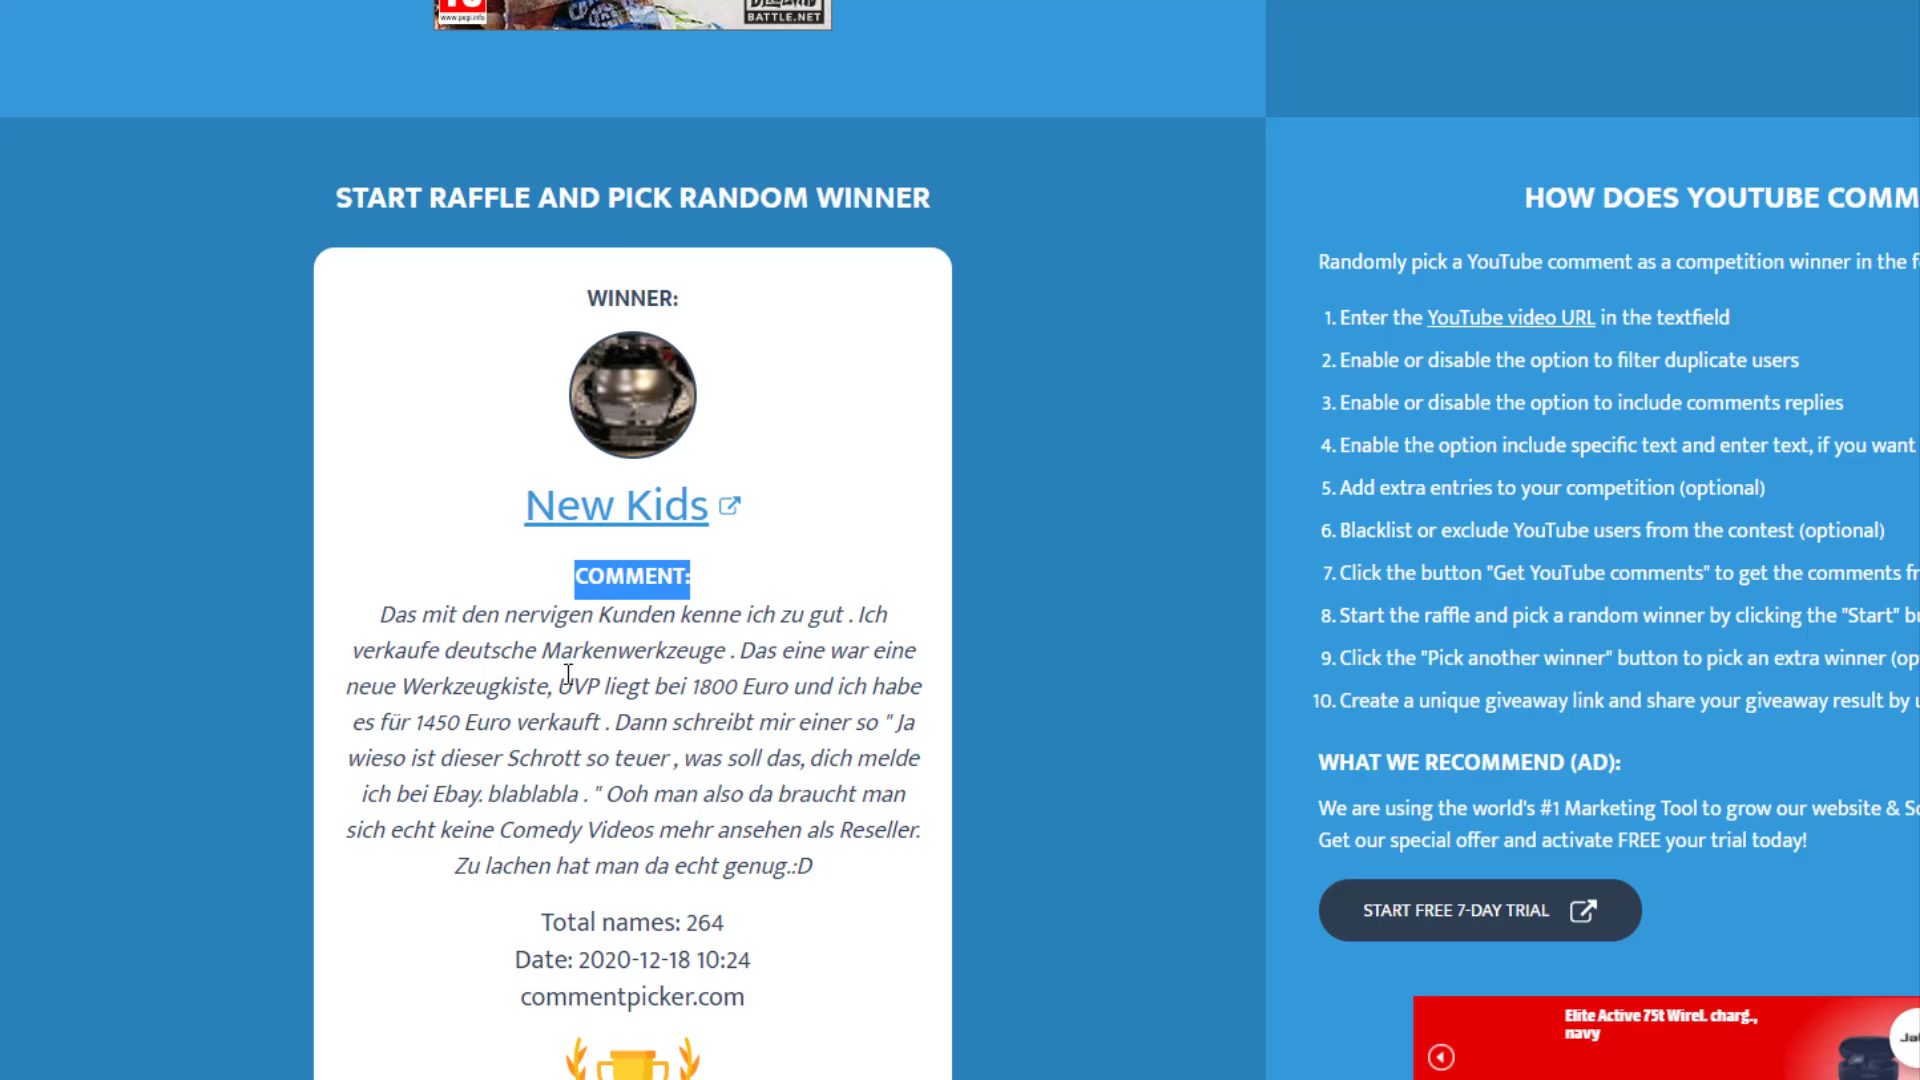 www.pegi.info
BATTLE.NET
START RAFFLE AND PICK RANDOM WINNER
WINNER:
New Kids
COMMENT:
Das mit den nervigen Kunden kenne ich zu gut . Ich
verkaufe deutsche Markenwerkzeuge . Das eine war eine
neue Werkzeugkiste, UVP liegt bei 1800 Euro und ich habe
es für 1450 Euro verkauft . Dann schreibt mir einer so " Ja
wieso ist dieser Schrott so teuer , was soll das, dich melde
ich bei Ebay. blablabla . " Ooh man also da braucht man
sich echt keine Comedy Videos mehr ansehen als Reseller.
Zu lachen hat man da echt genug.:D
Total names: 264
Date: 2020-12-18 10:24
commentpicker.com
HOW DOES YOUTUBE COMM
Randomly pick a YouTube comment as a competition winner in the f
1. Enter the YouTube video URL in the textfield
2. Enable or disable the option to filter duplicate users
3. Enable or disable the option to include comments replies
4. Enable the option include specific text and enter text, if you want
5. Add extra entries to your competition (optional)
6. Blacklist or exclude YouTube users from the contest (optional)
7. Click the button "Get YouTube comments" to get the comments fr
8. Start the raffle and pick a random winner by clicking the "Start" bu
9. Click the "Pick another winner" button to pick an extra winner (op
10. Create a unique giveaway link and share your giveaway result by u
WHAT WE RECOMMEND (AD):
We are using the world's #1 Marketing Tool to grow our website & So
Get our special offer and activate FREE your trial today!
START FREE 7-DAY TRIAL
Elite Active 75t Wirel. charg.,
navy